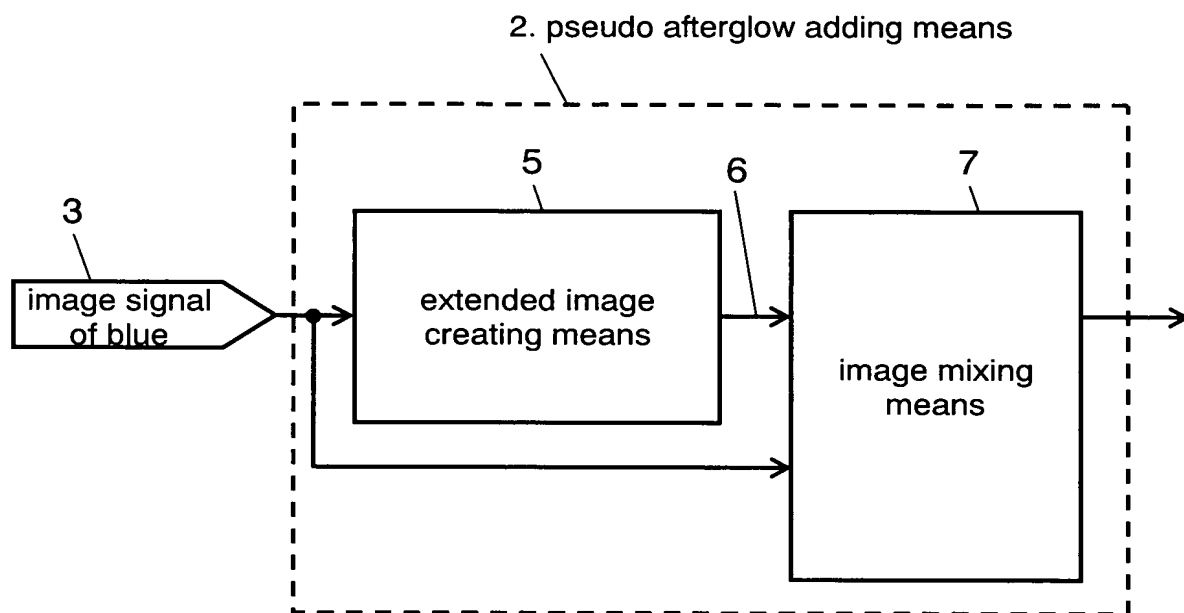 2. pseudo afterglow adding means
5
7
6
3
image signal
of blue
extended image
creating means
image mixing
means